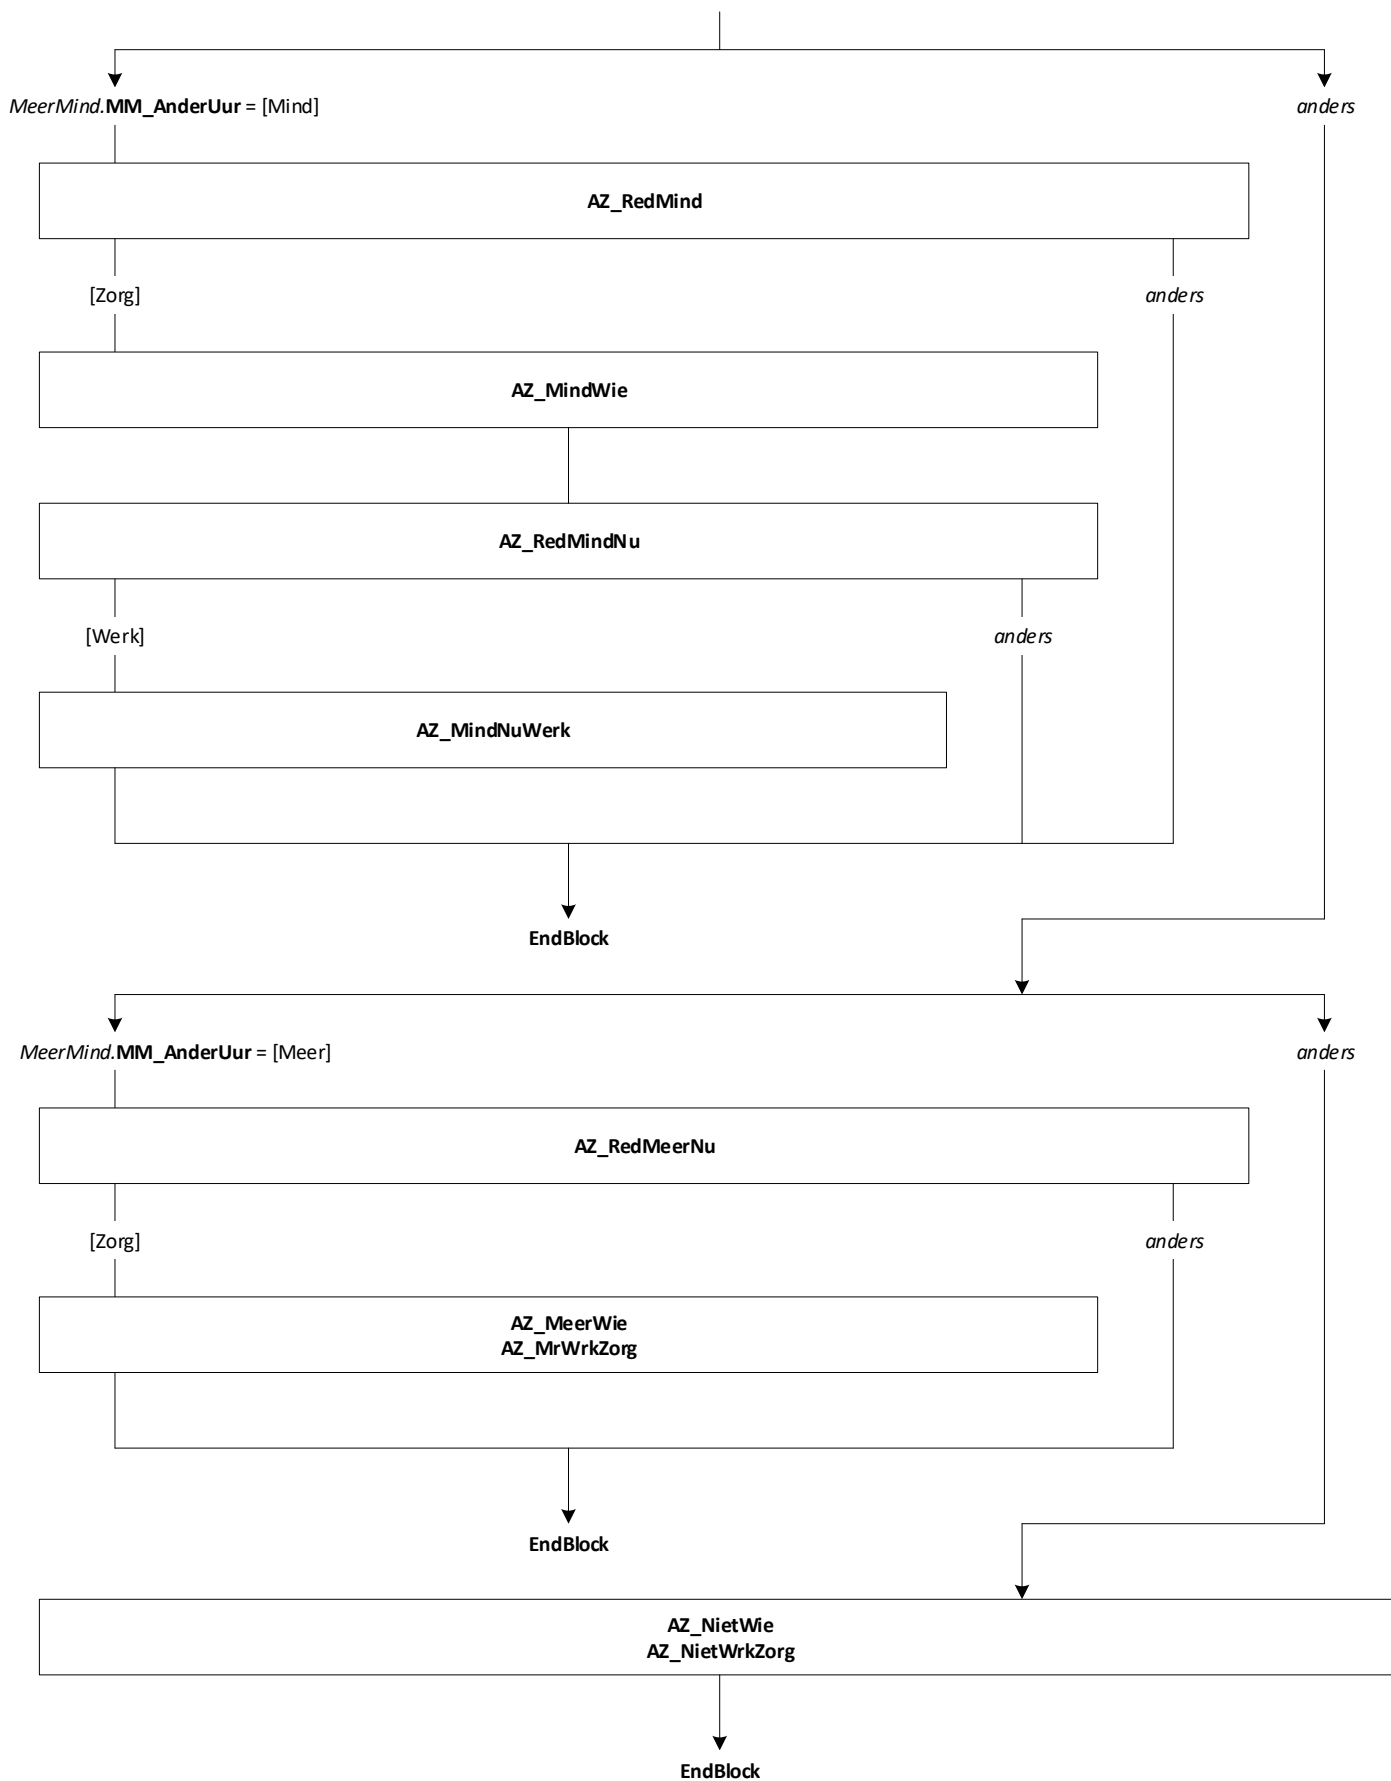 MeerMind.MM_AnderUur = [Mind]
anders
AZ_RedMind
[Zorg]
anders
AZ_MindWie
AZ_RedMindNu
[Werk]
anders
AZ_MindNuWerk
EndBlock
MeerMind.MM_AnderUur = [Meer]
anders
AZ_RedMeerNu
[Zorg]
anders
AZ_MeerWie
AZ_MrWrkZorg
EndBlock
AZ_NietWie
AZ_NietWrkZorg
EndBlock